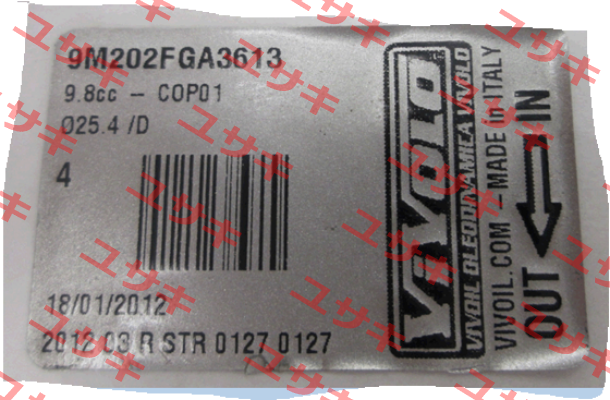 9M202FGA3613
9.8cc - COP01
Ø25.4 /D
4
18/01/2012
2012 03 R STR 0127 0127
VIVOLO
VIVOIL OLEODINAMICA VIVOLO
VIVOIL.COM - MADE in ITALY
OUT IN
ユサキ